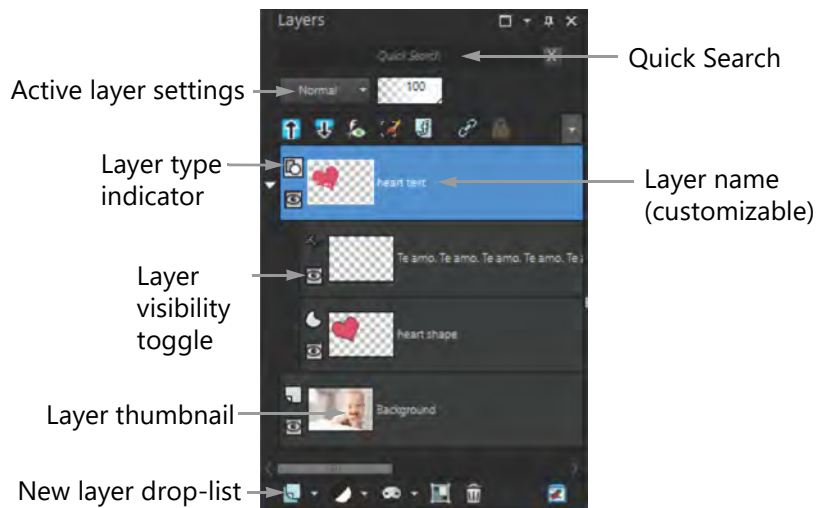 Layers
Quick Search
Quick Search
Active layer settings
Normal
100
Layer type
indicator
heart text
Layer name
(customizable)
Te amo. Te amo. Te amo. Te amo. Te a
Layer
visibility
toggle
heart shape
Layer thumbnail
Background
New layer drop-list